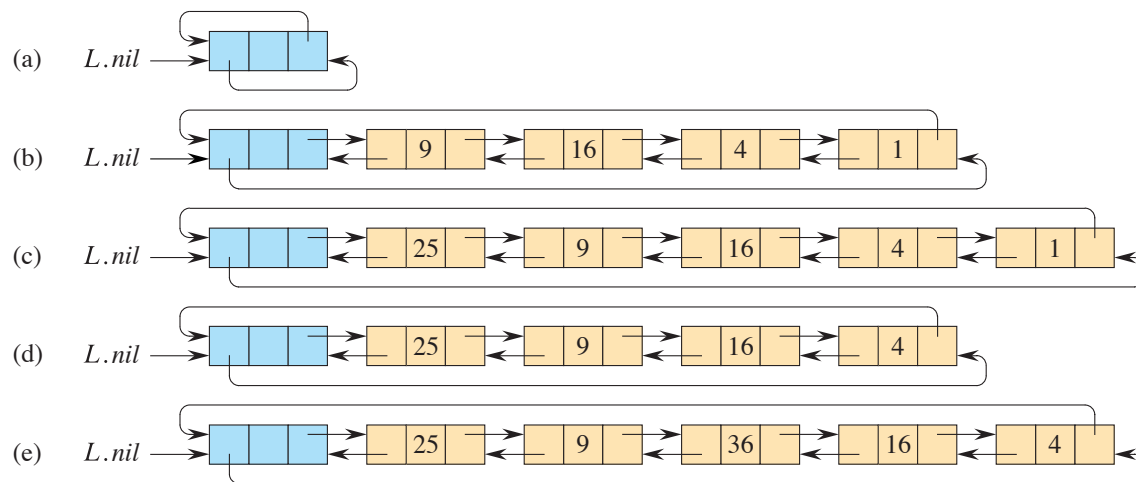 (a) L.nil
(b) L.nil 9 16 4 1
(c) L.nil 25 9 16 4 1
(d) L.nil 25 9 16 4
(e) L.nil 25 9 36 16 4